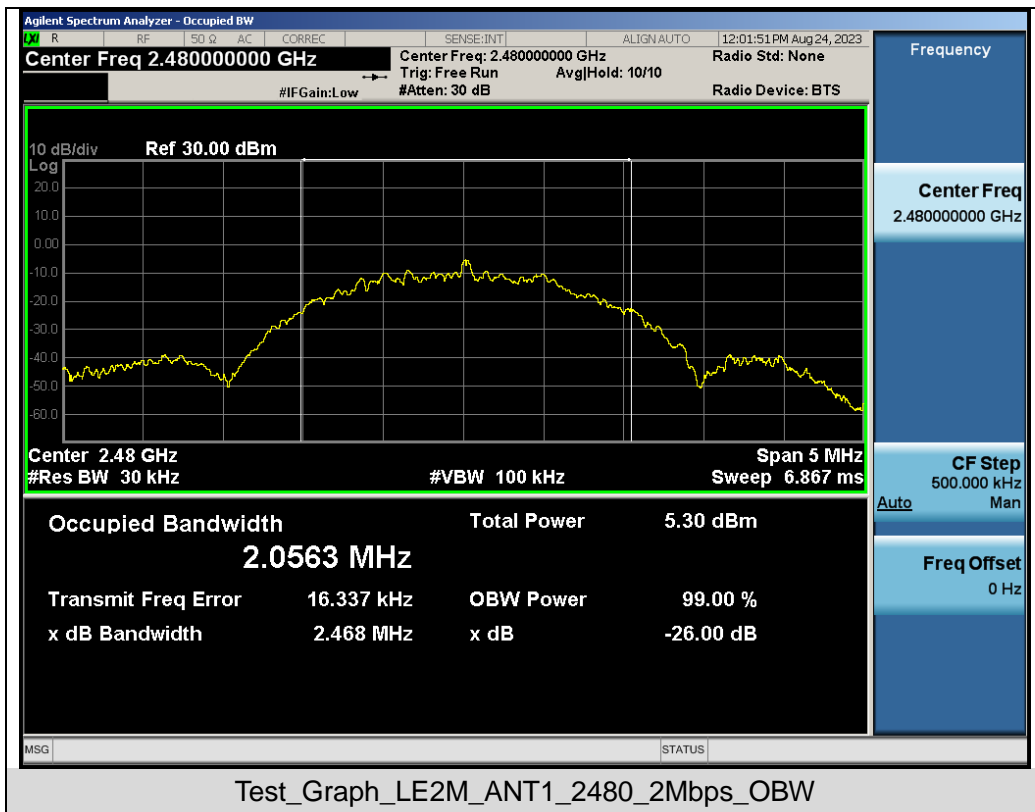 Agilent Spectrum Analyzer - Occupied BW
LXI R RF 50 Ω AC CORREC SENSE:INT ALIGN AUTO 12:01:51 PM Aug 24, 2023
Center Freq 2.480000000 GHz
Center Freq: 2.480000000 GHz
Radio Std: None
Trig: Free Run Avg|Hold: 10/10
#IFGain:Low
#Atten: 30 dB
Radio Device: BTS
10 dB/div Ref 30.00 dBm
Log
20.0
10.0
0.00
-10.0
-20.0
-30.0
-40.0
-50.0
-60.0
Center 2.48 GHz Span 5 MHz
#Res BW 30 kHz #VBW 100 kHz Sweep 6.867 ms
Occupied Bandwidth
2.0563 MHz
Total Power 5.30 dBm
Transmit Freq Error 16.337 kHz OBW Power 99.00 %
x dB Bandwidth 2.468 MHz x dB -26.00 dB
Frequency
Center Freq
2.480000000 GHz
CF Step
500.000 kHz
Auto Man
Freq Offset
0 Hz
MSG STATUS
Test_Graph_LE2M_ANT1_2480_2Mbps_OBW